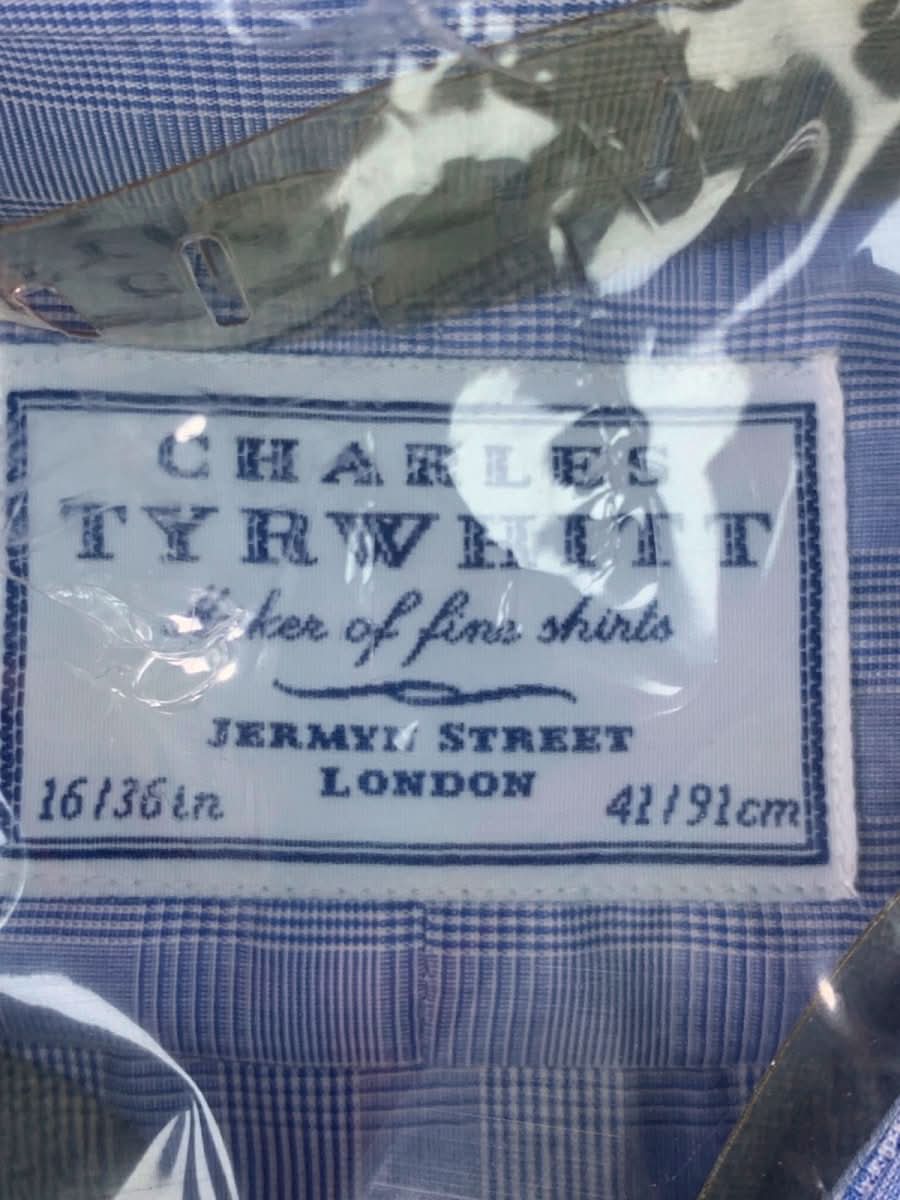 CHARLES
TYRWHITT
of fine shirts
JERMYN STREET
LONDON
16/36in
41/91cm